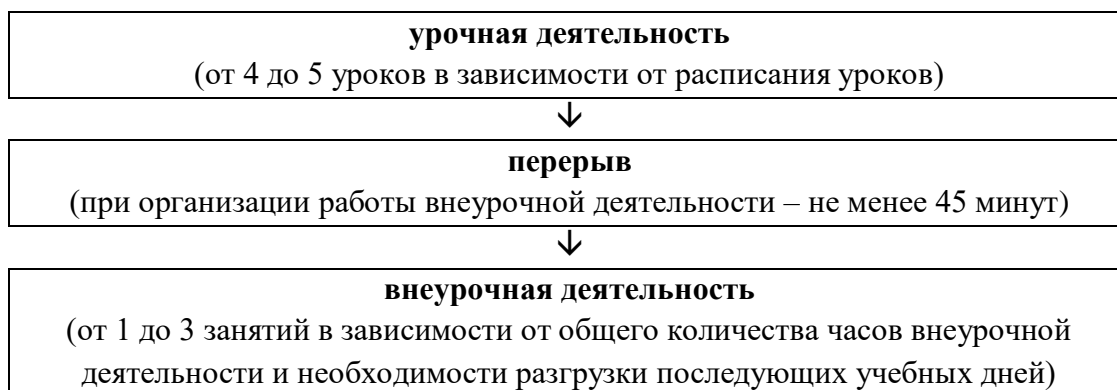 урочная деятельность
(от 4 до 5 уроков в зависимости от расписания уроков)
↓
перерыв
(при организации работы внеурочной деятельности – не менее 45 минут)
↓
внеурочная деятельность
(от 1 до 3 занятий в зависимости от общего количества часов внеурочной
деятельности и необходимости разгрузки последующих учебных дней)